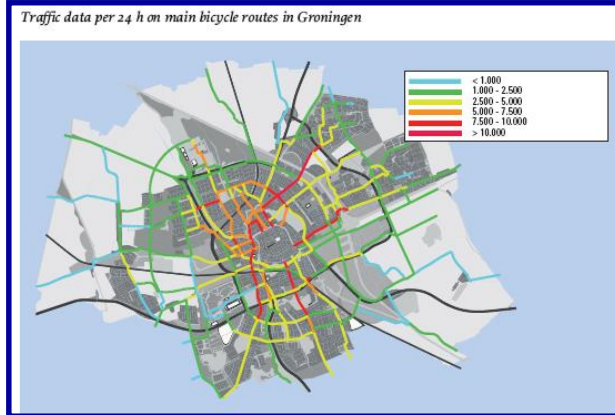 Traffic data per 24 h on main bicycle routes in Groningen
< 1.000
1.000 - 2.500
2.500 - 5.000
5.000 - 7.500
7.500 - 10.000
> 10.000